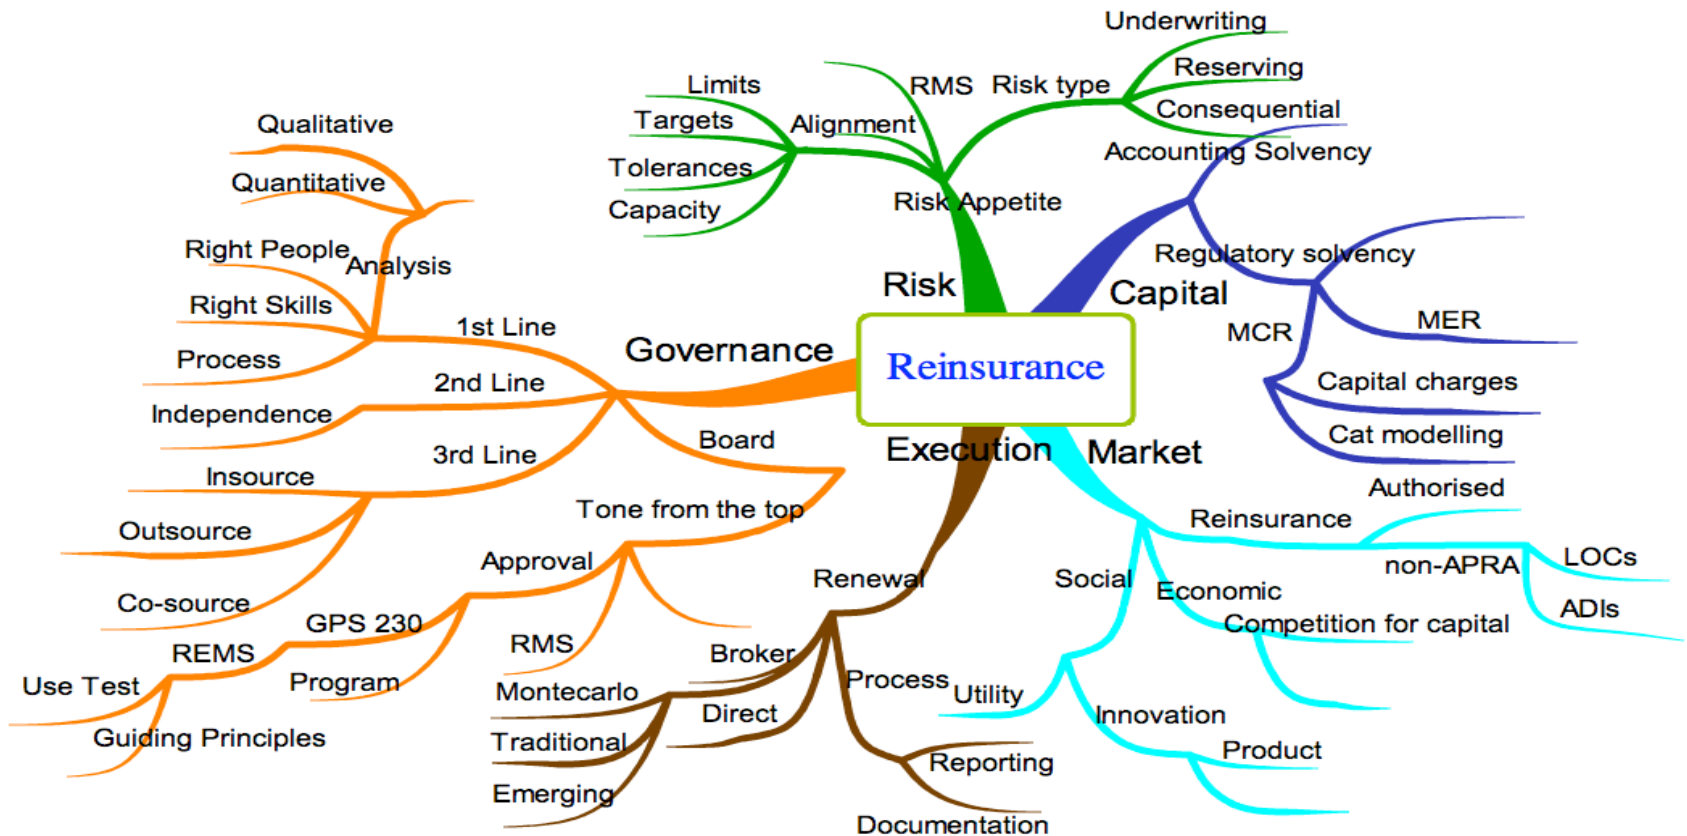 Underwriting
Reserving
Consequential
Risk type
RMS
Limits
Targets
Alignment
Tolerances
Capacity
Risk Appetite
Risk
Accounting Solvency
Regulatory solvency
Capital
MCR
MER
Capital charges
Cat modelling
Qualitative
Quantitative
Analysis
Right People
Right Skills
Process
1st Line
Governance
2nd Line
Independence
3rd Line
Insource
Outsource
Co-source
Board
Tone from the top
Approval
RMS
GPS 230
Program
REMS
Use Test
Guiding Principles
Reinsurance
Execution
Renewal
Broker
Montecarlo
Traditional
Emerging
Direct
Process
Reporting
Documentation
Market
Reinsurance
Authorised
non-APRA
LOCs
ADIs
Social
Economic
Competition for capital
Utility
Innovation
Product